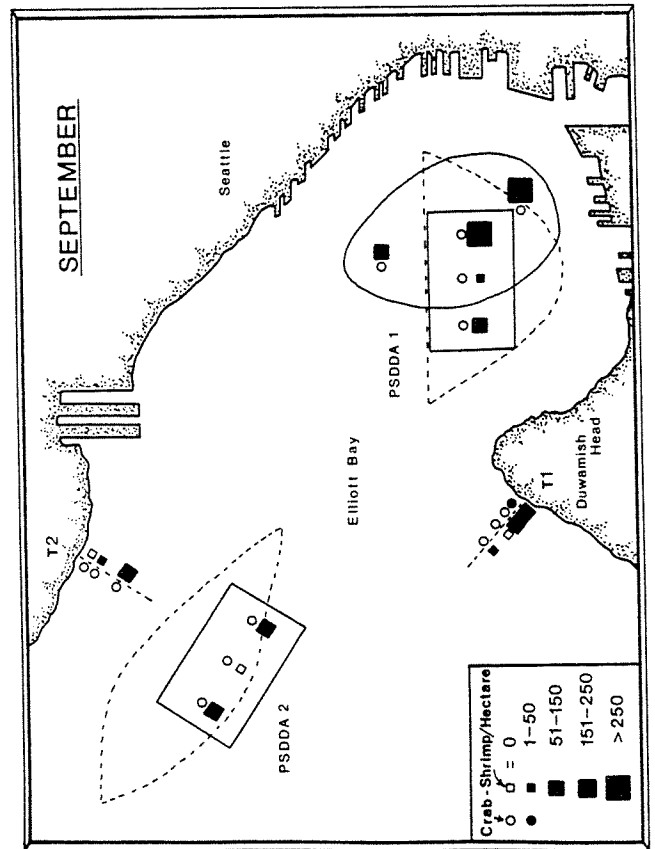 SEPTEMBER
Seattle
PSDDA 1
Elliott Bay
T1
Duwamish
Head
T2
PSDDA 2
Crab-Shrimp/Hectare
= 0
1–50
51–150
151–250
>250